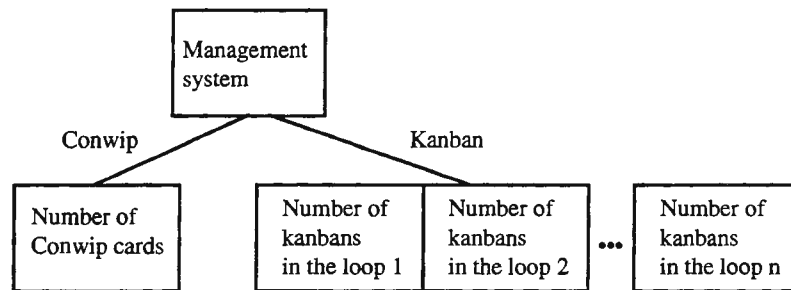 Management
system
Conwip
Kanban
Number of
Conwip cards
Number of
kanbans
in the loop 1
Number of
kanbans
in the loop 2
•••
Number of
kanbans
in the loop n